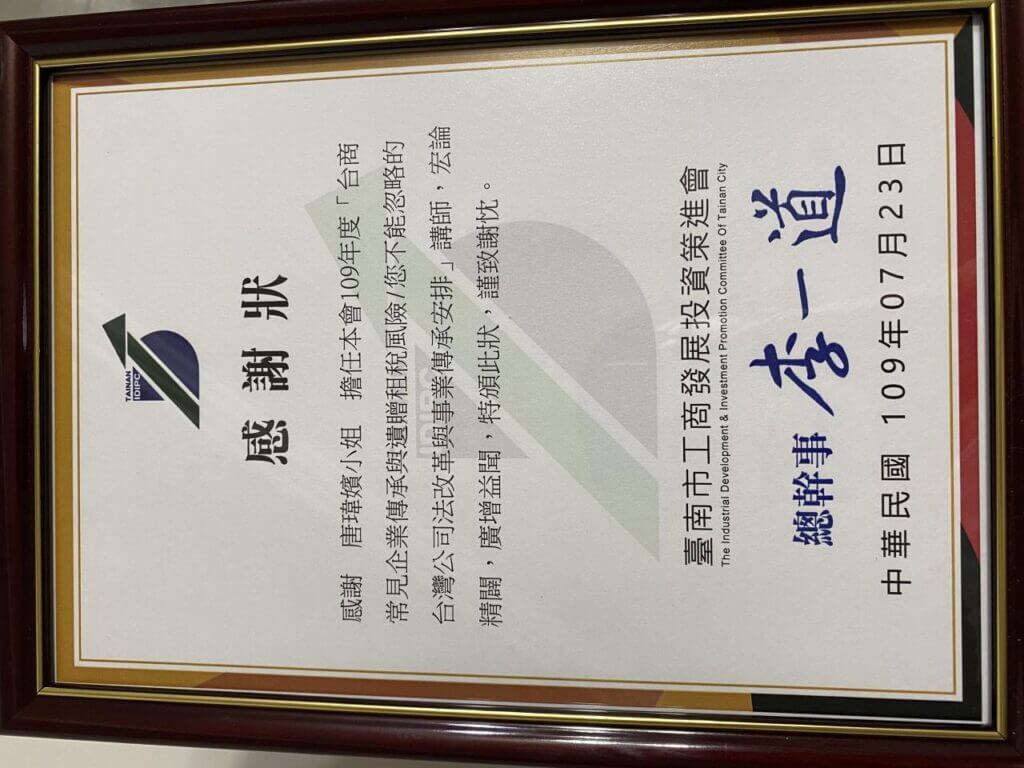 TAINAN
IDIPC
感謝狀
感謝 唐瑋嬪小姐 擔任本會109年度「台商
常見企業傳承與遺贈租稅風險/您不能忽略的
台灣公司法改革與事業傳承安排」講師，宏論
精闢，廣增益聞，特頒此狀，謹致謝忱。
臺南市工商發展投資策進會
The Industrial Development & Investment Promotion Committee Of Tainan City
總幹事 李一道
中華民國 109年07月23日